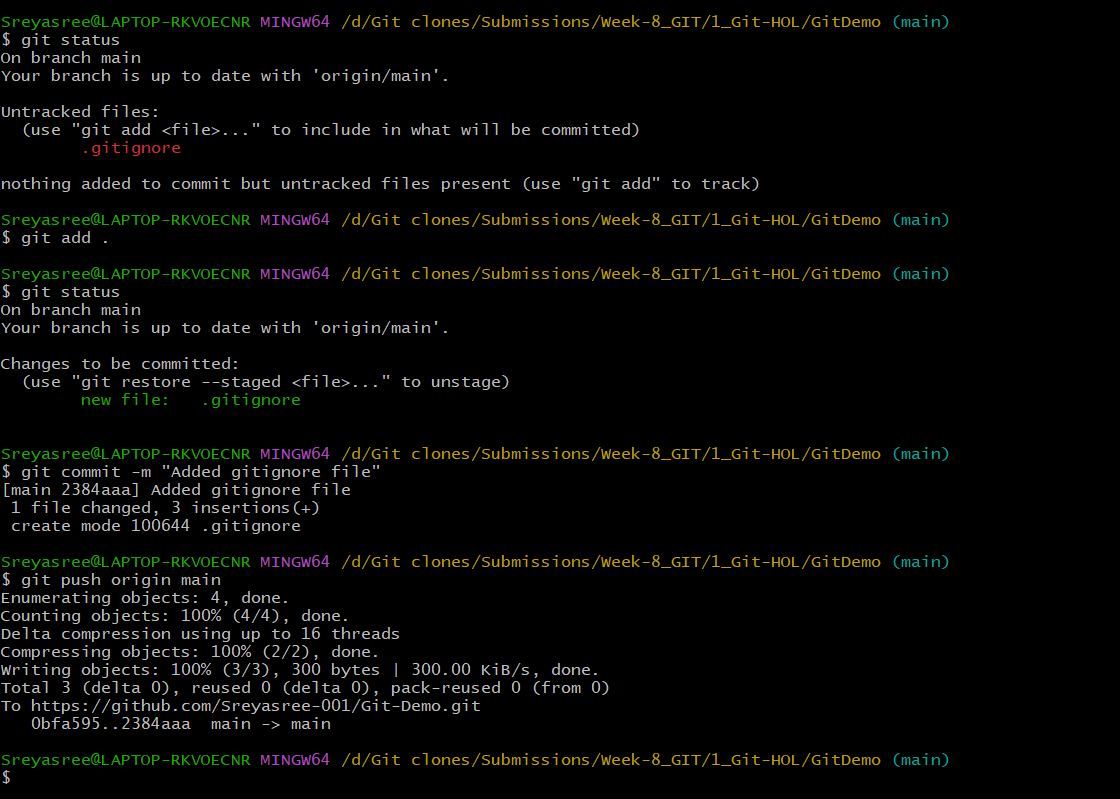 Sreyasree@LAPTOP-RKVOECNR MINGW64 /d/Git clones/Submissions/Week-8_GIT/1_Git-HOL/GitDemo (main)
$ git status
On branch main
Your branch is up to date with 'origin/main'.
Untracked files:
  (use "git add <file>..." to include in what will be committed)
        .gitignore
nothing added to commit but untracked files present (use "git add" to track)
Sreyasree@LAPTOP-RKVOECNR MINGW64 /d/Git clones/Submissions/Week-8_GIT/1_Git-HOL/GitDemo (main)
$ git add .
Sreyasree@LAPTOP-RKVOECNR MINGW64 /d/Git clones/Submissions/Week-8_GIT/1_Git-HOL/GitDemo (main)
$ git status
On branch main
Your branch is up to date with 'origin/main'.
Changes to be committed:
  (use "git restore --staged <file>..." to unstage)
        new file:   .gitignore
Sreyasree@LAPTOP-RKVOECNR MINGW64 /d/Git clones/Submissions/Week-8_GIT/1_Git-HOL/GitDemo (main)
$ git commit -m "Added gitignore file"
[main 2384aaa] Added gitignore file
 1 file changed, 3 insertions(+)
 create mode 100644 .gitignore
Sreyasree@LAPTOP-RKVOECNR MINGW64 /d/Git clones/Submissions/Week-8_GIT/1_Git-HOL/GitDemo (main)
$ git push origin main
Enumerating objects: 4, done.
Counting objects: 100% (4/4), done.
Delta compression using up to 16 threads
Compressing objects: 100% (2/2), done.
Writing objects: 100% (3/3), 300 bytes | 300.00 KiB/s, done.
Total 3 (delta 0), reused 0 (delta 0), pack-reused 0 (from 0)
To https://github.com/Sreyasree-001/Git-Demo.git
   0bfa595..2384aaa  main -> main
Sreyasree@LAPTOP-RKVOECNR MINGW64 /d/Git clones/Submissions/Week-8_GIT/1_Git-HOL/GitDemo (main)
$